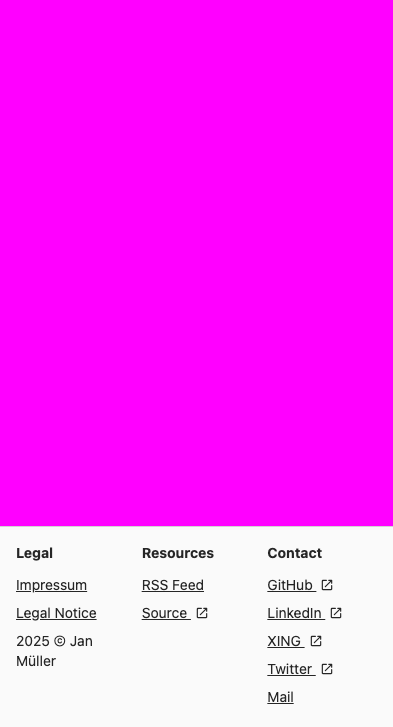 Legal
Impressum
Legal Notice
2025 © Jan
Müller
Resources
RSS Feed
Source
Contact
GitHub
LinkedIn
XING
Twitter
Mail